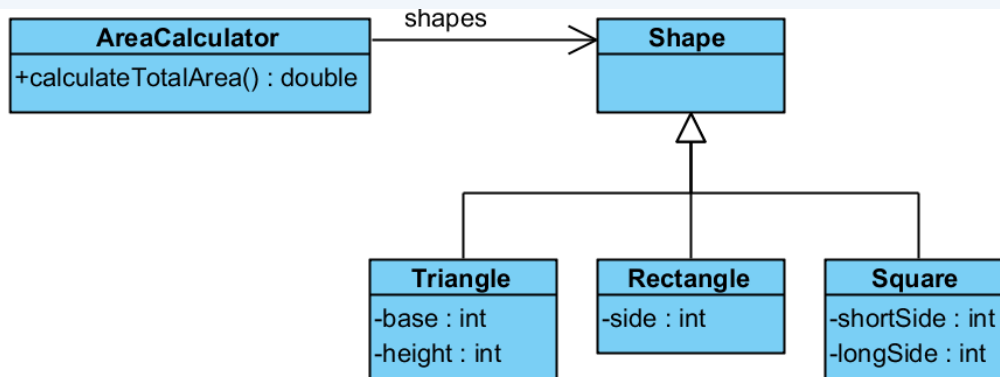 shapes
AreaCalculator
+calculateTotalArea() : double
Shape
Triangle
-base : int
-height : int
Rectangle
-side : int
Square
-shortSide : int
-longSide : int